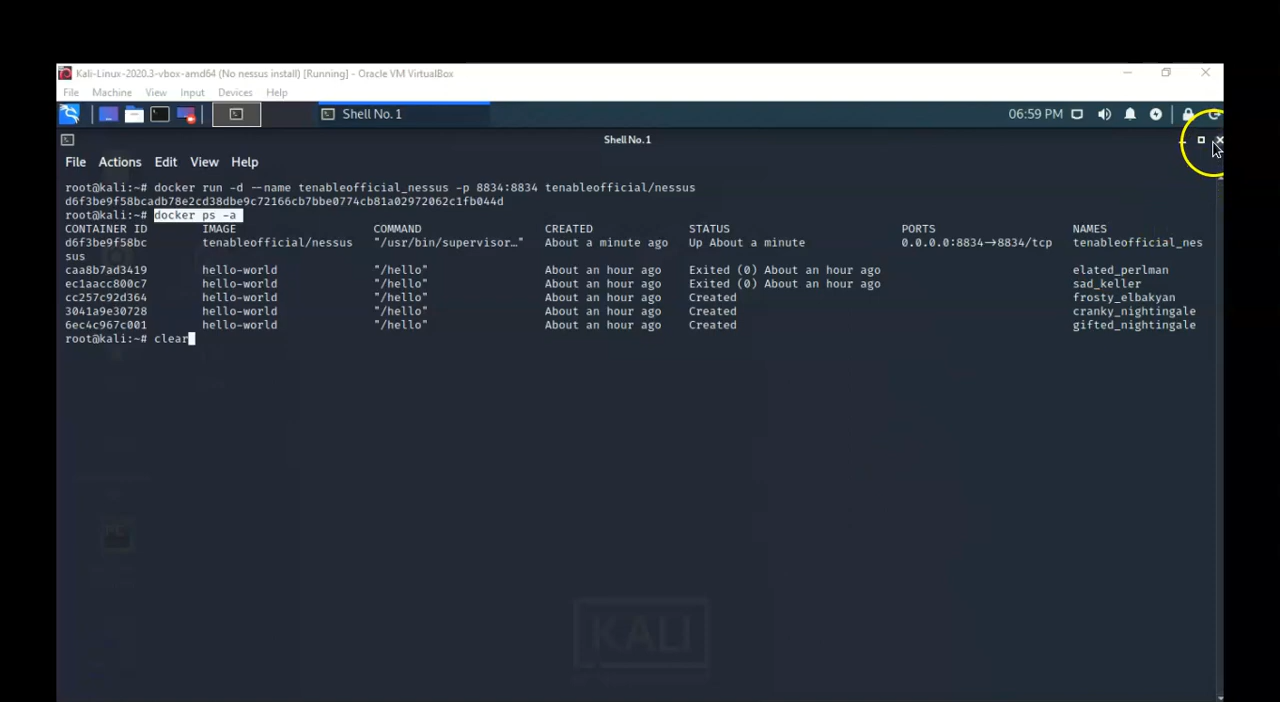 Kali-Linux-2020.3-vbox-amd64 (No nessus install) [Running] - Oracle VM VirtualBox
File Machine View Input Devices Help
Shell No. 1 06:59 PM
Shell No. 1
File Actions Edit View Help
root@kali:~# docker run -d --name tenableofficial_nessus -p 8834:8834 tenableofficial/nessus
d6f3be9f58bcadb78e2cd38dbe9c72166cb7bbe0774cb81a02972062c1fb044d
root@kali:~# docker ps -a
CONTAINER ID IMAGE COMMAND CREATED STATUS PORTS NAMES
d6f3be9f58bc tenableofficial/nessus "/usr/bin/supervisor…" About a minute ago Up About a minute 0.0.0.0:8834->8834/tcp tenableofficial_nes
sus
caa8b7ad3419 hello-world "/hello" About an hour ago Exited (0) About an hour ago elated_perlman
ec1aacc800c7 hello-world "/hello" About an hour ago Exited (0) About an hour ago sad_keller
cc257c92d364 hello-world "/hello" About an hour ago Created frosty_elbakyan
3041a9e30728 hello-world "/hello" About an hour ago Created cranky_nightingale
6ec4c967c001 hello-world "/hello" About an hour ago Created gifted_nightingale
root@kali:~# clear
KALI